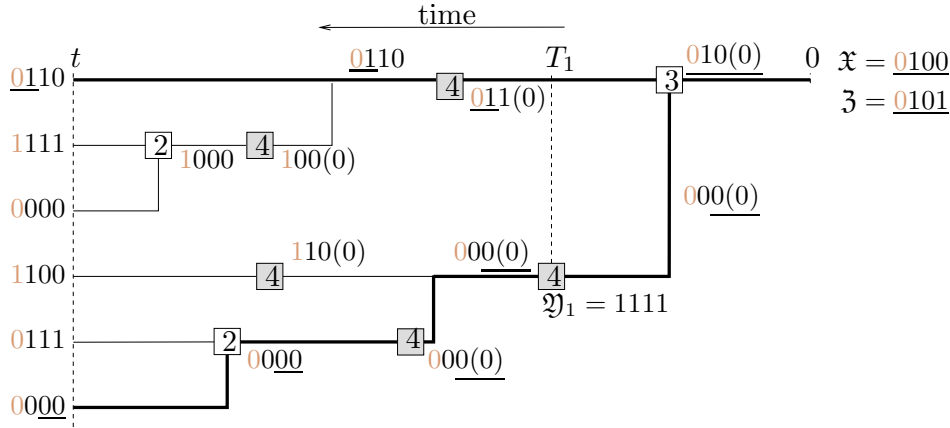 time
t 0110 T₁ 010(0) 0 𝔛 = 0100
0110 4 011(0) 3 ℨ = 0101
1111 2 1000 4 100(0)
0000 000(0)
1100 4 110(0) 000(0) 4
𝔜₁ = 1111
0111 2 0000 4 000(0)
0000